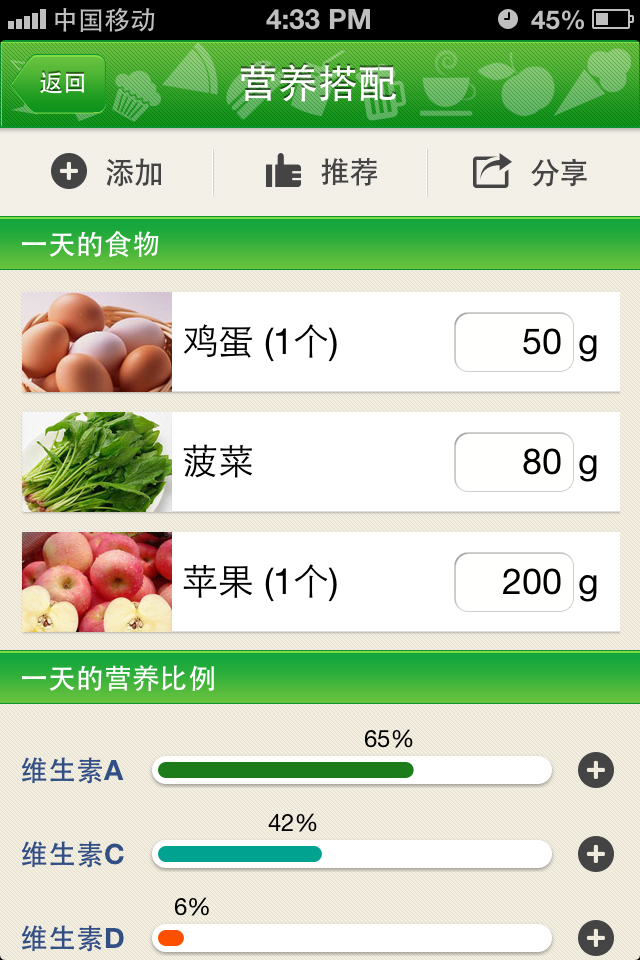 中国移动 4:33 PM 45%
返回 营养搭配
添加 推荐 分享
一天的食物
鸡蛋 (1个) 50 g
菠菜 80 g
苹果 (1个) 200 g
一天的营养比例
65%
维生素A
42%
维生素C
6%
维生素D